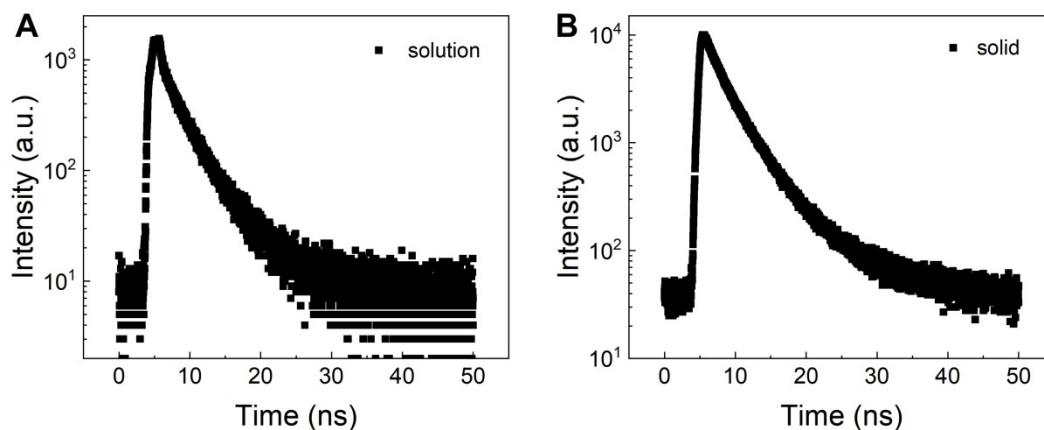 A
Intensity (a.u.)
10³
10²
10¹
■ solution
0 10 20 30 40 50
Time (ns)
B
Intensity (a.u.)
10⁴
10³
10²
10¹
■ solid
0 10 20 30 40 50
Time (ns)